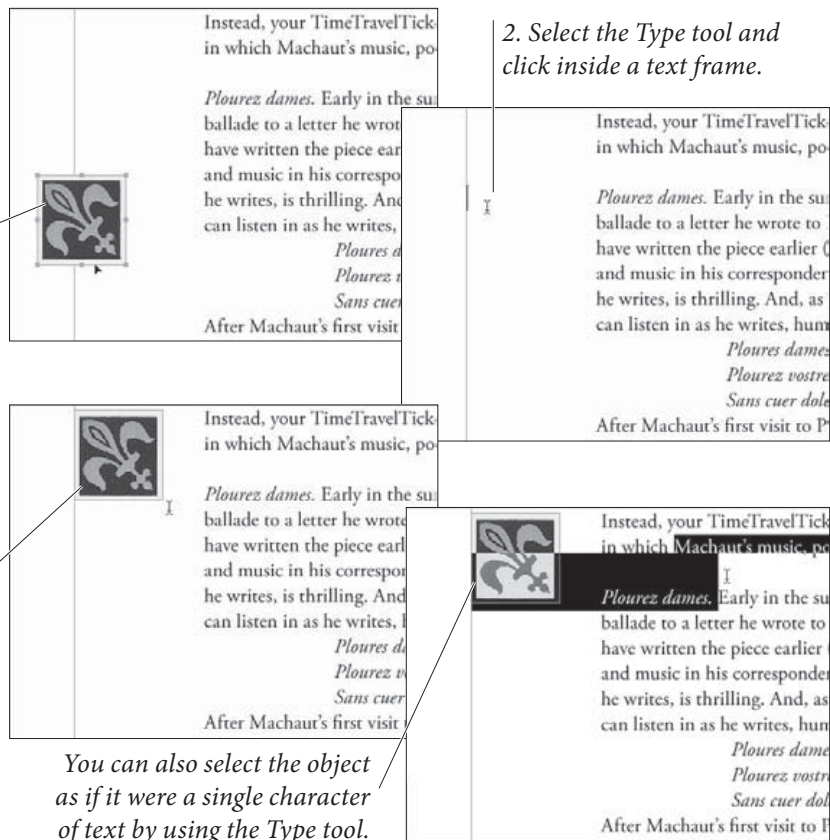 Instead, your TimeTravelTick-
in which Machaut's music, po-
Plourez dames. Early in the su
ballade to a letter he wrot
have written the piece ear
and music in his correspo
he writes, is thrilling. And
can listen in as he writes,
Ploures d
Plourez
Sans cue
After Machaut's first visit
2. Select the Type tool and
click inside a text frame.
Instead, your TimeTravelTick-
in which Machaut's music, po-
Plourez dames. Early in the su
ballade to a letter he wrote to
have written the piece earlier (
and music in his corresponden
he writes, is thrilling. And, as
can listen in as he writes, hum
Ploures dames
Plourez vostre
Sans cuer dole
After Machaut's first visit to P
Instead, your TimeTravelTick-
in which Machaut's music, po-
Plourez dames. Early in the su
ballade to a letter he wrote
have written the piece earl
and music in his correspon
he writes, is thrilling. And
can listen in as he writes,
Ploures d
Plourez v
Sans cuer
After Machaut's first visit
You can also select the object
as if it were a single character
of text by using the Type tool.
Instead, your TimeTravelTick
in which Machaut's music, po
Plourez dames. Early in the su
ballade to a letter he wrote to
have written the piece earlier (
and music in his corresponden
he writes, is thrilling. And, as
can listen in as he writes, hum
Ploures dame
Plourez vostr
Sans cuer dol
After Machaut's first visit to P